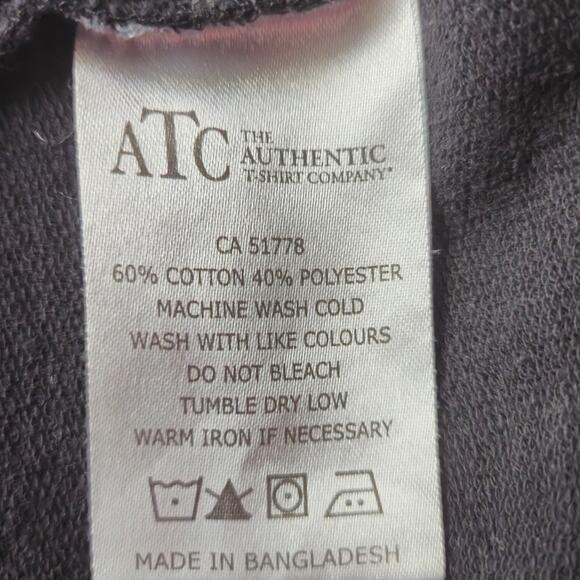 ATC THE
AUTHENTIC
T-SHIRT COMPANY®
CA 51778
60% COTTON 40% POLYESTER
MACHINE WASH COLD
WASH WITH LIKE COLOURS
DO NOT BLEACH
TUMBLE DRY LOW
WARM IRON IF NECESSARY
MADE IN BANGLADESH